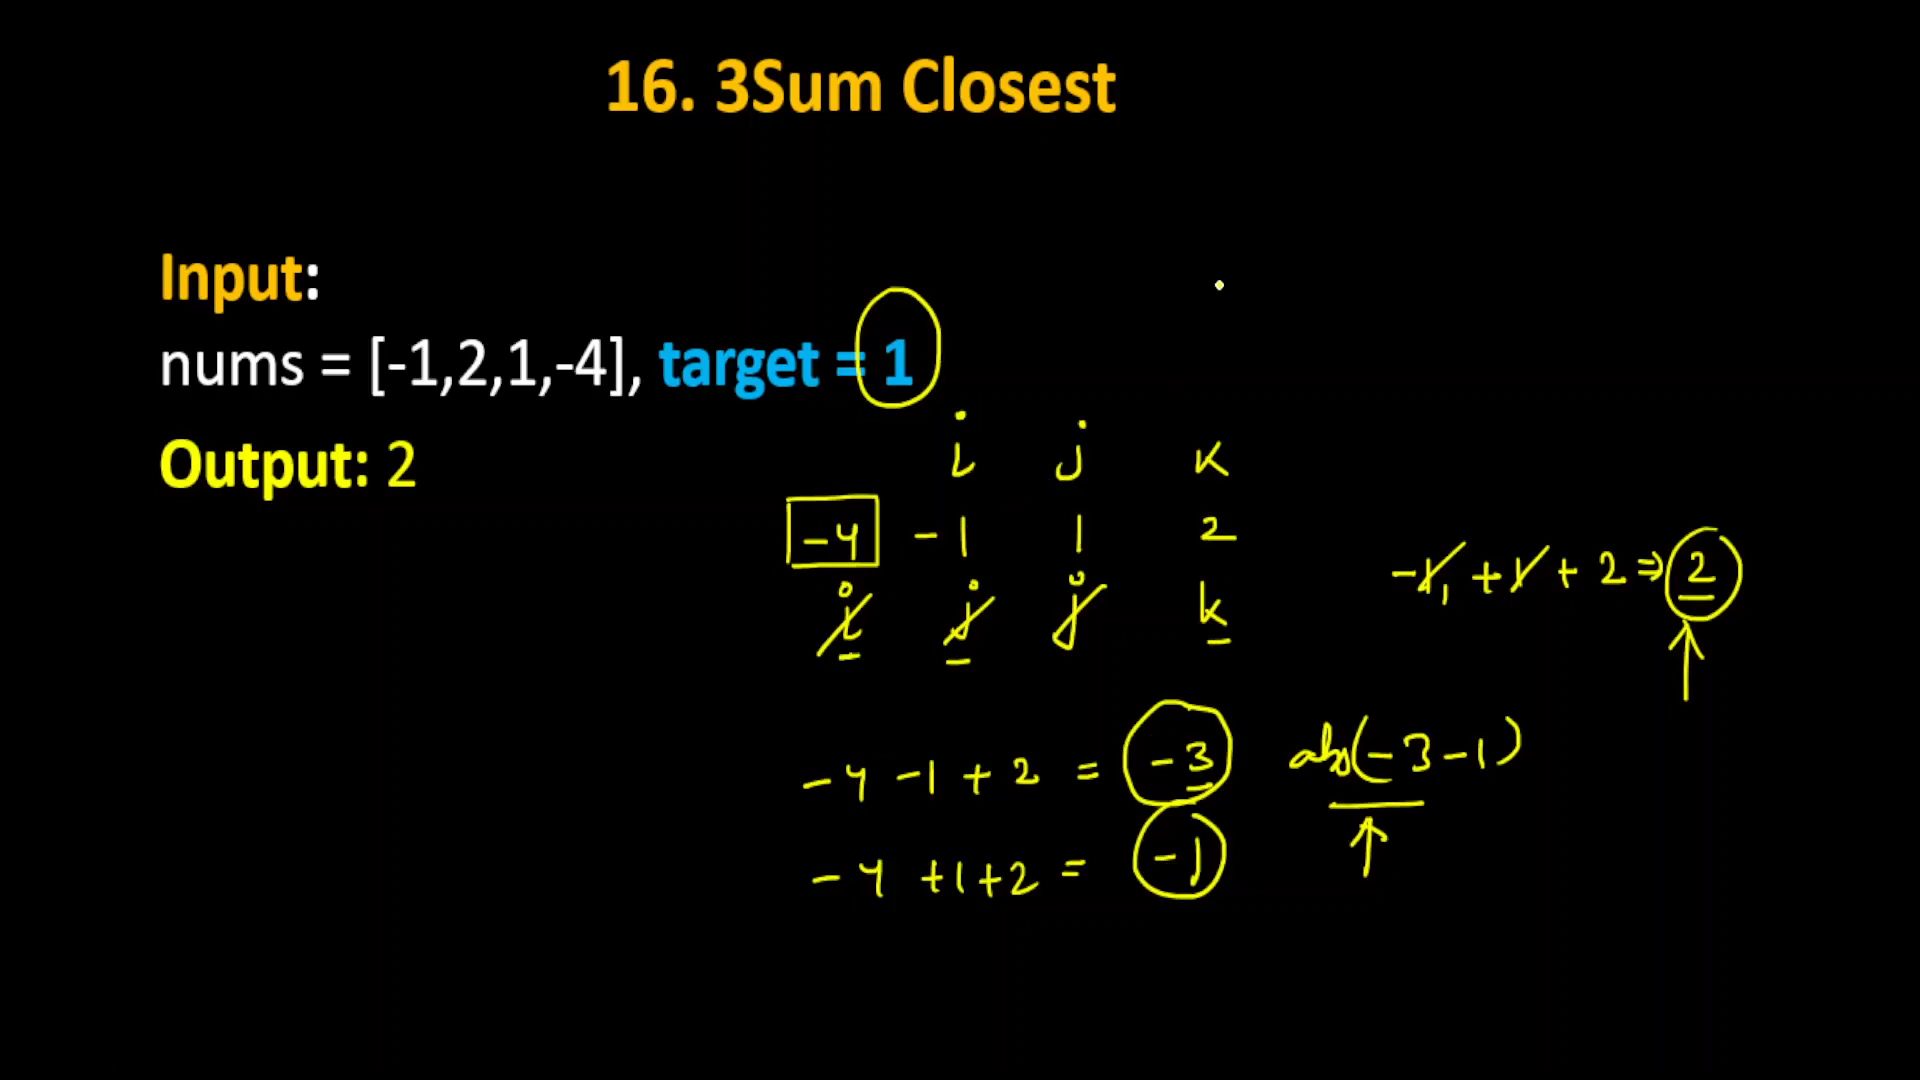 16. 3Sum Closest
Input:
nums = [-1,2,1,-4], target = 1
Output: 2
i j k
-4 -1 1 2
i j j k
-1 + 1 + 2 ⇒ 2
-4 -1 + 2 = -3 abs(-3-1)
-4 +1+2 = -1